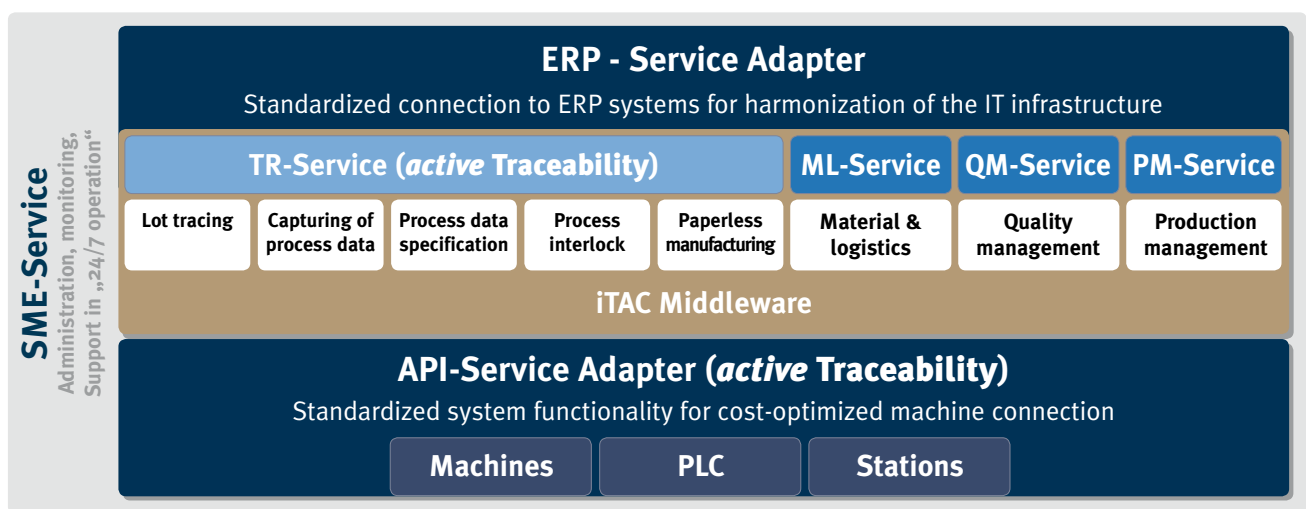 SME-Service
Administration, monitoring,
Support in „24/7 operation“
ERP - Service Adapter
Standardized connection to ERP systems for harmonization of the IT infrastructure
TR-Service (active Traceability)
ML-Service
QM-Service
PM-Service
Lot tracing
Capturing of
process data
Process data
specification
Process
interlock
Paperless
manufacturing
Material &
logistics
Quality
management
Production
management
iTAC Middleware
API-Service Adapter (active Traceability)
Standardized system functionality for cost-optimized machine connection
Machines
PLC
Stations